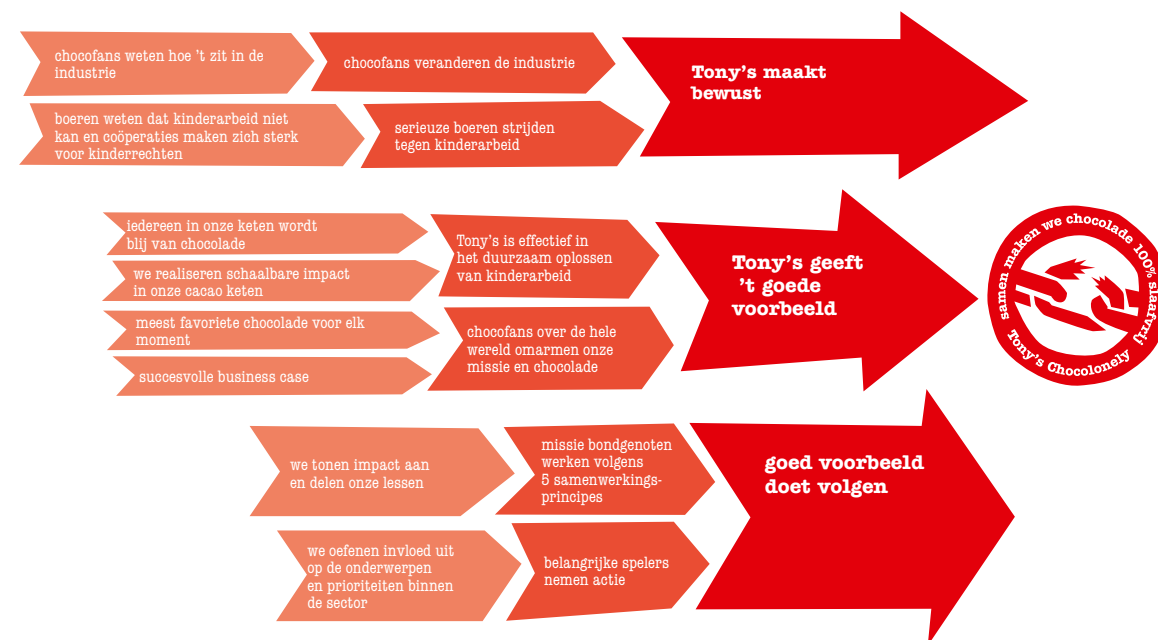 chocofans weten hoe 't zit in de
industrie
chocofans veranderen de industrie
Tony's maakt
bewust
boeren weten dat kinderarbeid niet
kan en coöperaties maken zich sterk
voor kinderrechten
serieuze boeren strijden
tegen kinderarbeid
iedereen in onze keten wordt
blij van chocolade
we realiseren schaalbare impact
in onze cacao keten
Tony's is effectief in
het duurzaam oplossen
van kinderarbeid
meest favoriete chocolade voor elk
moment
succesvolle business case
chocofans over de hele
wereld omarmen onze
missie en chocolade
Tony's geeft
't goede
voorbeeld
samen maken we chocolade 100% slaafvrij
Tony's Chocolonely
we tonen impact aan
en delen onze lessen
missie bondgenoten
werken volgens
5 samenwerkings-
principes
goed voorbeeld
doet volgen
we oefenen invloed uit
op de onderwerpen
en prioriteiten binnen
de sector
belangrijke spelers
nemen actie